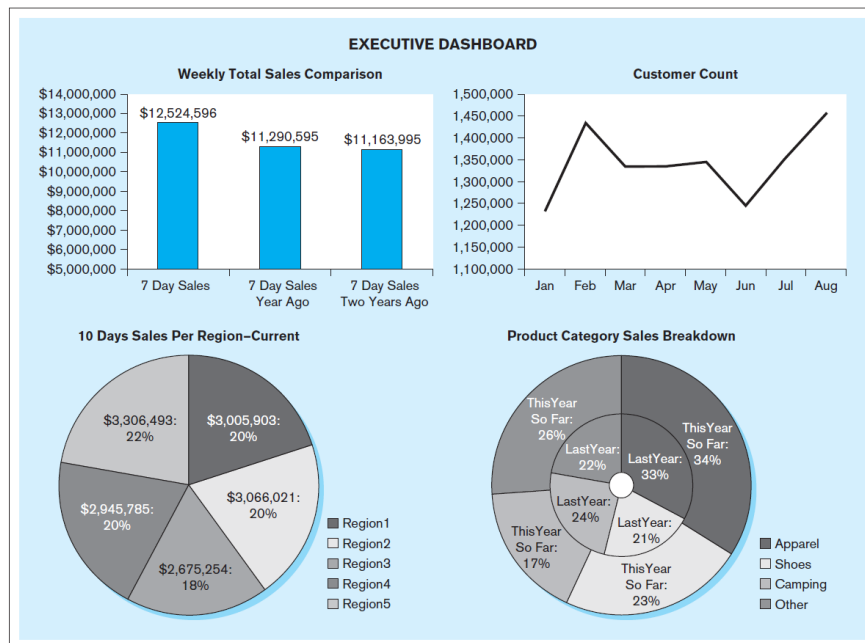 EXECUTIVE DASHBOARD
Weekly Total Sales Comparison
$14,000,000
$13,000,000
$12,000,000
$11,000,000
$10,000,000
$9,000,000
$8,000,000
$7,000,000
$6,000,000
$5,000,000
$12,524,596
$11,290,595
$11,163,995
7 Day Sales
7 Day Sales
Year Ago
7 Day Sales
Two Years Ago
Customer Count
1,500,000
1,450,000
1,400,000
1,350,000
1,300,000
1,250,000
1,200,000
1,150,000
1,100,000
Jan Feb Mar Apr May Jun Jul Aug
10 Days Sales Per Region–Current
$3,306,493:
22%
$3,005,903:
20%
$2,945,785:
20%
$3,066,021:
20%
$2,675,254:
18%
Region1
Region2
Region3
Region4
Region5
Product Category Sales Breakdown
ThisYear
So Far:
26%
ThisYear
So Far:
34%
LastYear:
22%
LastYear:
33%
LastYear:
24%
LastYear:
21%
ThisYear
So Far:
17%
ThisYear
So Far:
23%
Apparel
Shoes
Camping
Other